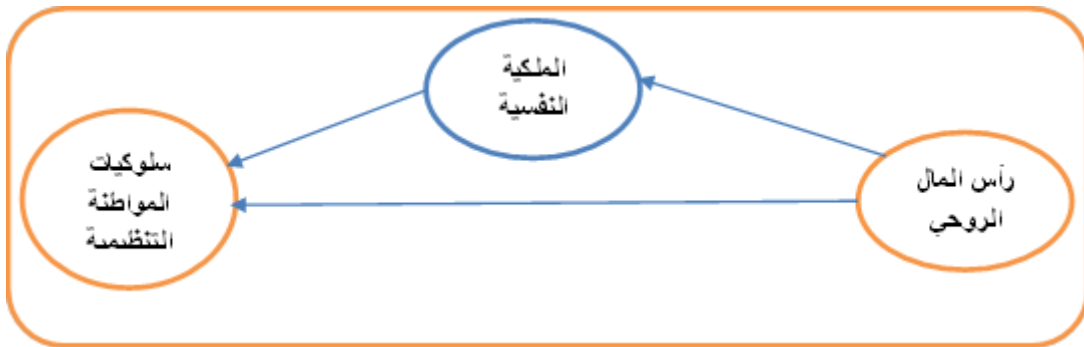 الملكية
النفسية
رأس المال
الروحي
سلوكيات
المواطنة
التنظيمية